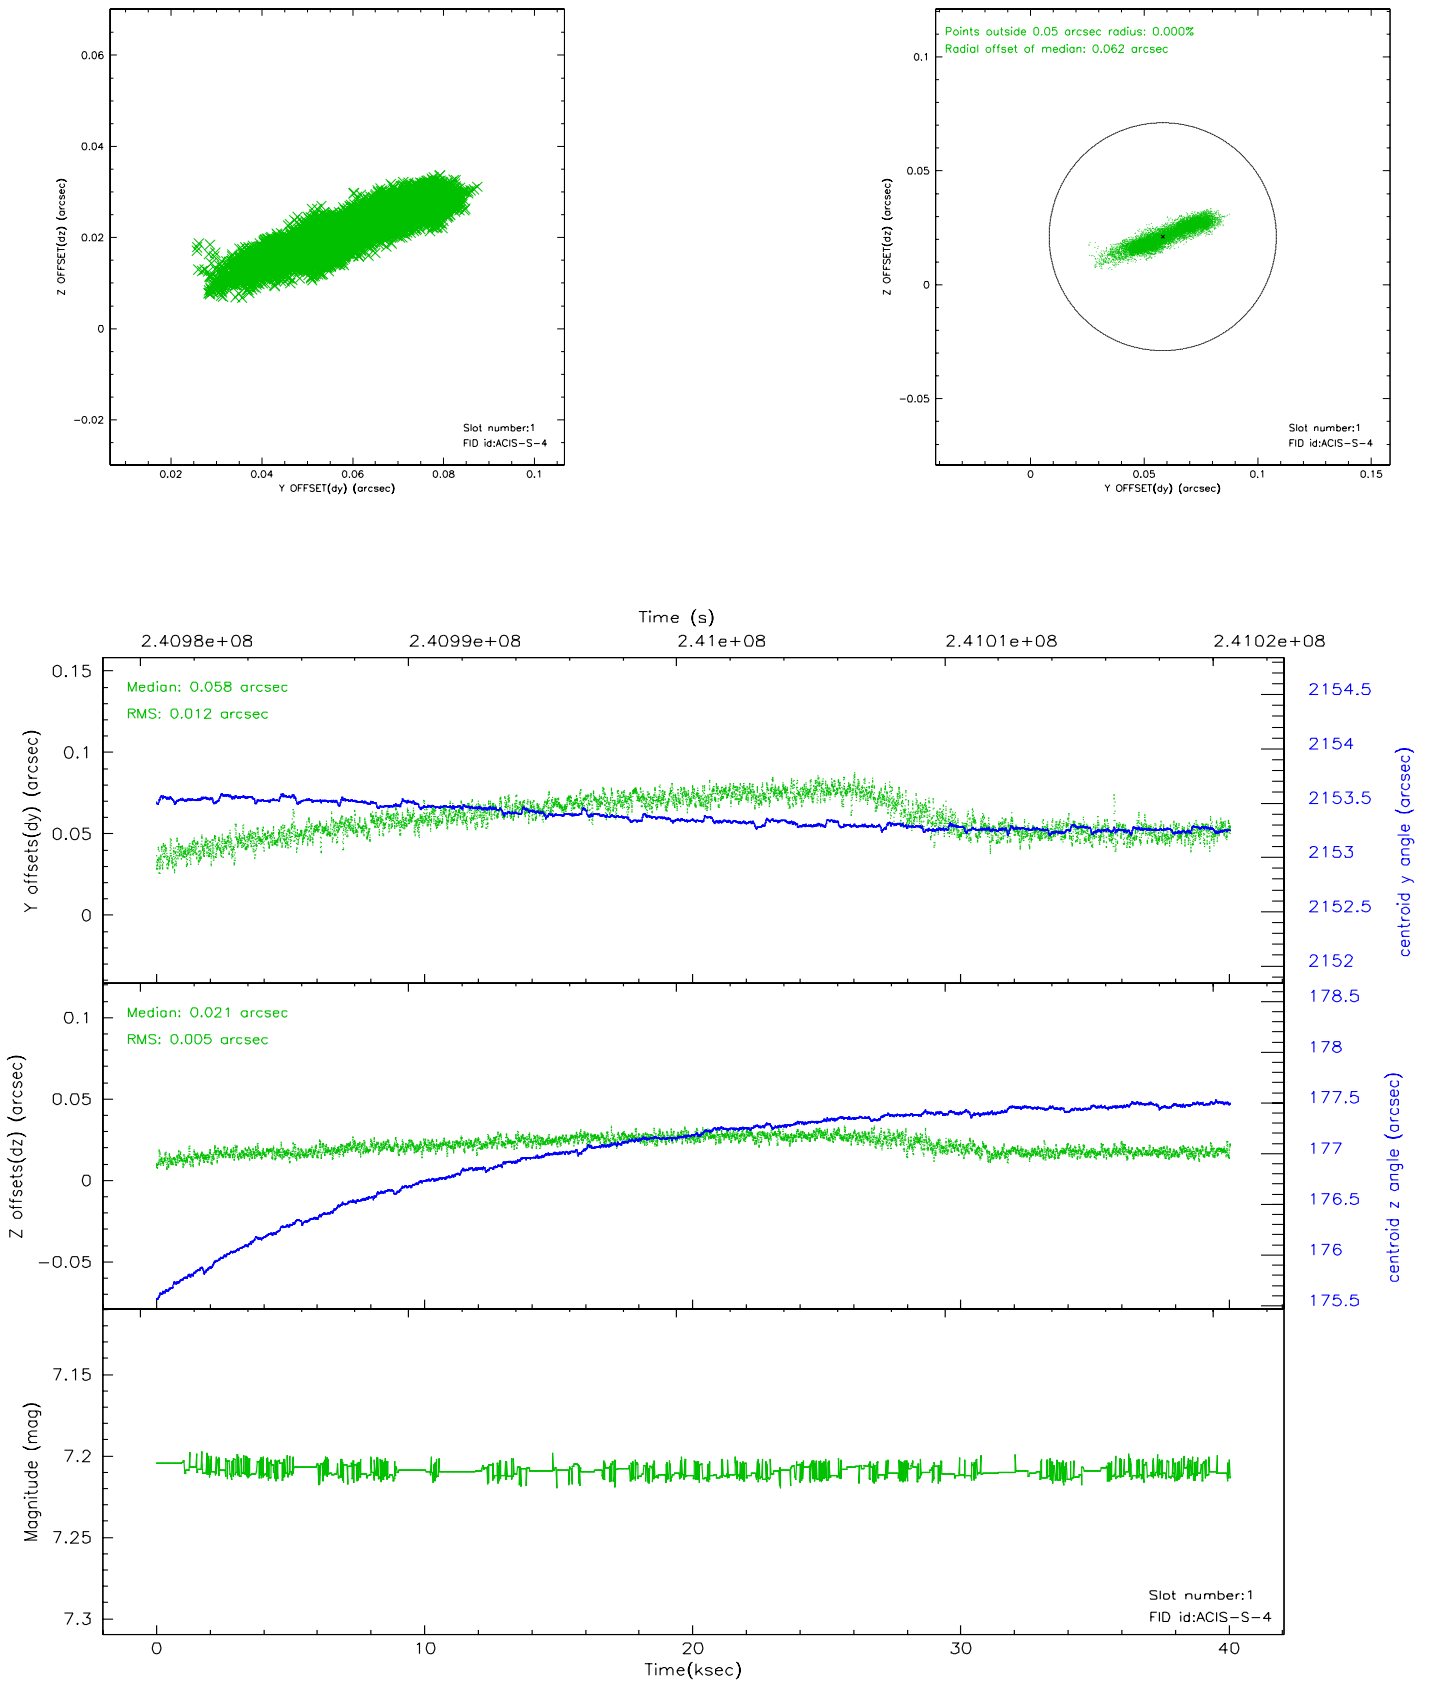 0.06
0.04
0.02
0
−0.02
Z OFFSET(dz) (arcsec)
Slot number:1
FID id:ACIS−S−4
0.02 0.04 0.06 0.08 0.1
Y OFFSET(dy) (arcsec)
Points outside 0.05 arcsec radius: 0.000%
Radial offset of median: 0.062 arcsec
0.1
0.05
0
−0.05
Z OFFSET(dz) (arcsec)
Slot number:1
FID id:ACIS−S−4
0 0.05 0.1 0.15
Y OFFSET(dy) (arcsec)
Time (s)
2.4098e+08 2.4099e+08 2.41e+08 2.4101e+08 2.4102e+08
Median: 0.058 arcsec
RMS: 0.012 arcsec
0.15
0.1
0.05
0
Y offsets(dy) (arcsec)
2154.5
2154
2153.5
2153
2152.5
2152
centroid y angle (arcsec)
Median: 0.021 arcsec
RMS: 0.005 arcsec
0.1
0.05
0
−0.05
Z offsets(dz) (arcsec)
178.5
178
177.5
177
176.5
176
175.5
centroid z angle (arcsec)
7.15
7.2
7.25
7.3
Magnitude (mag)
Slot number:1
FID id:ACIS−S−4
0 10 20 30 40
Time(ksec)